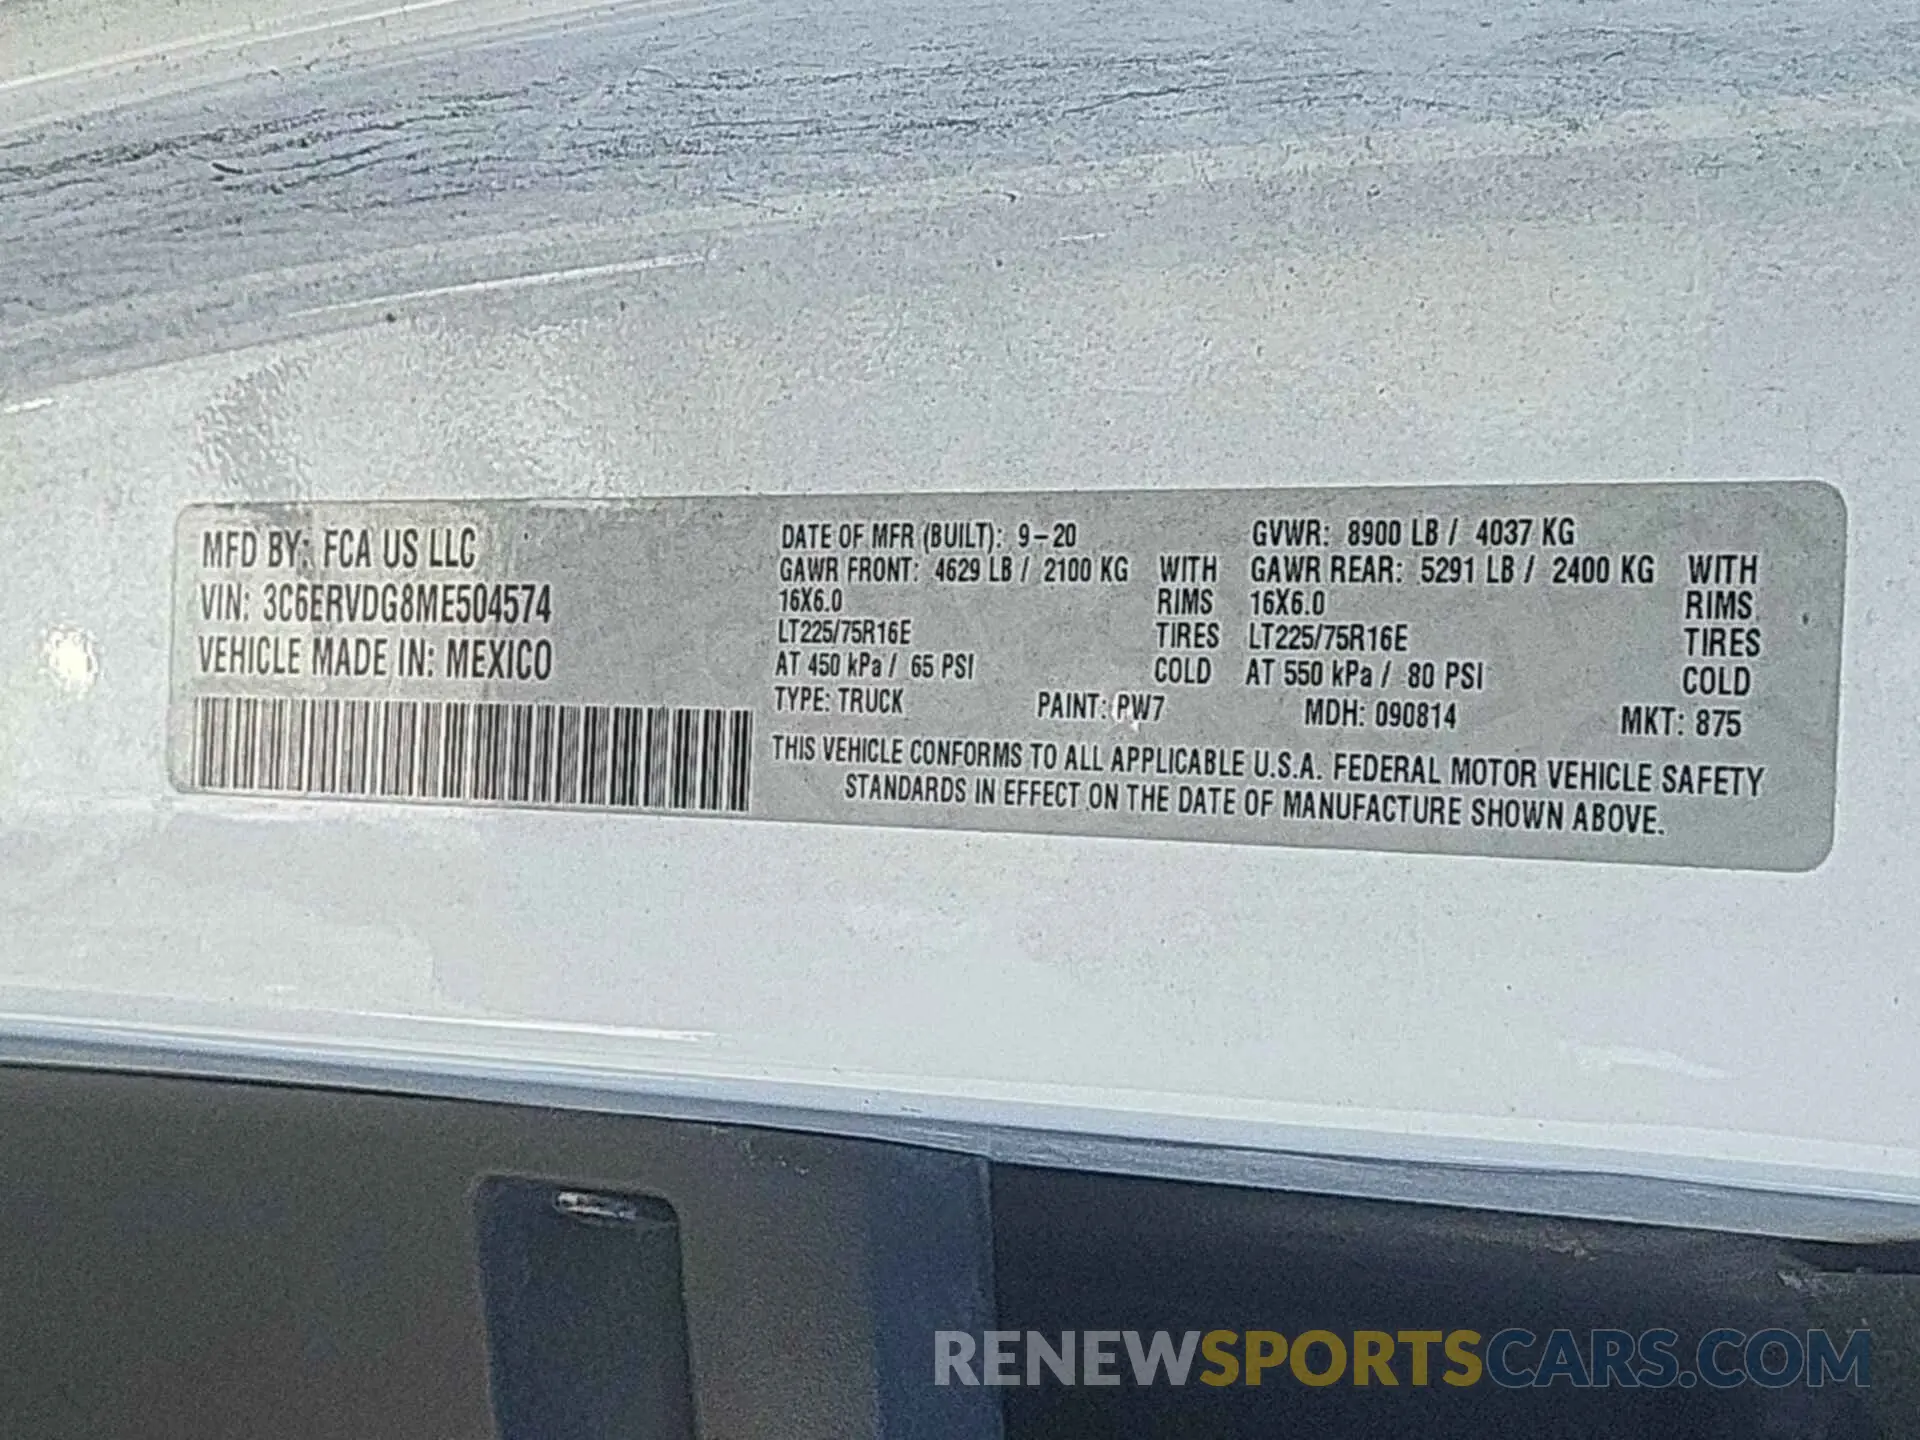 MFD BY: FCA US LLC
VIN: 3C6ERVDG8ME504574
VEHICLE MADE IN: MEXICO
DATE OF MFR (BUILT): 9-20 GVWR: 8900 LB / 4037 KG
GAWR FRONT: 4629 LB / 2100 KG WITH GAWR REAR: 5291 LB / 2400 KG WITH
16X6.0 RIMS 16X6.0 RIMS
LT225/75R16E TIRES LT225/75R16E TIRES
AT 450 kPa / 65 PSI COLD AT 550 kPa / 80 PSI COLD
TYPE: TRUCK PAINT: PW7 MDH: 090814 MKT: 875
THIS VEHICLE CONFORMS TO ALL APPLICABLE U.S.A. FEDERAL MOTOR VEHICLE SAFETY
STANDARDS IN EFFECT ON THE DATE OF MANUFACTURE SHOWN ABOVE.
RENEWSPORTSCARS.COM